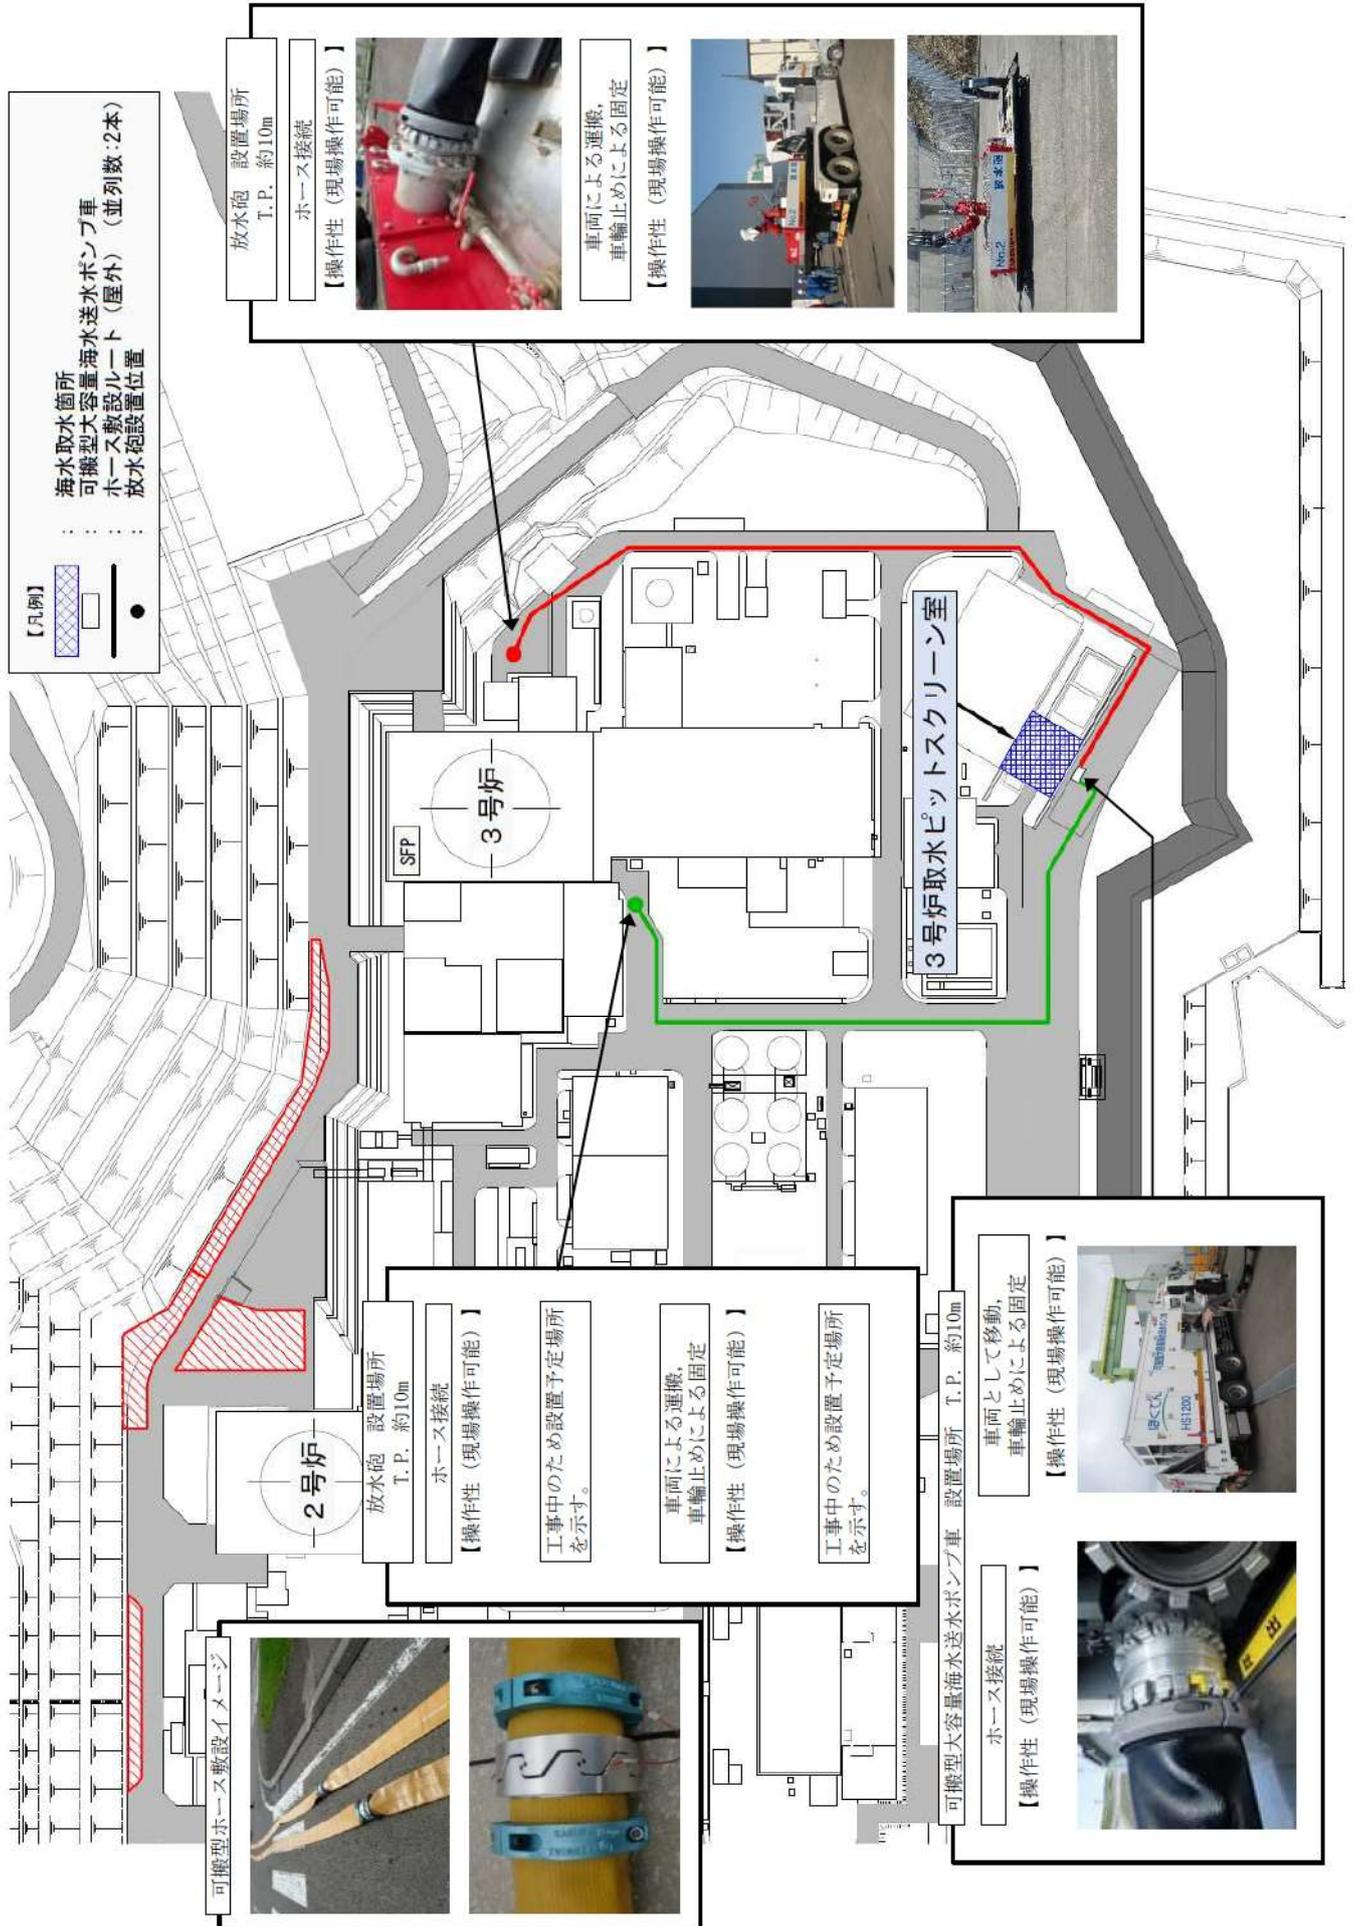 【凡例】
： 海水取水箇所
： 可搬型大容量海水送水ポンプ車
： ホース敷設ルート（屋外）（並列数：2本）
： 放水砲設置位置
放水砲 設置場所
T.P. 約10m
ホース接続
【操作性（現場操作可能）】
車両による運搬，
車輪止めによる固定
【操作性（現場操作可能）】
No.2
No.2
放水砲
SFP
3号炉
3号炉取水ピットスクリーン室
2号炉
放水砲 設置場所
T.P. 約10m
ホース接続
【操作性（現場操作可能）】
工事中のため設置予定場所
を示す。
車両による運搬，
車輪止めによる固定
【操作性（現場操作可能）】
工事中のため設置予定場所
を示す。
可搬型ホース敷設イメージ
可搬型大容量海水送水ポンプ車 設置場所 T.P. 約10m
ホース接続
【操作性（現場操作可能）】
車両として移動，
車輪止めによる固定
【操作性（現場操作可能）】
ほくでん
HS1200